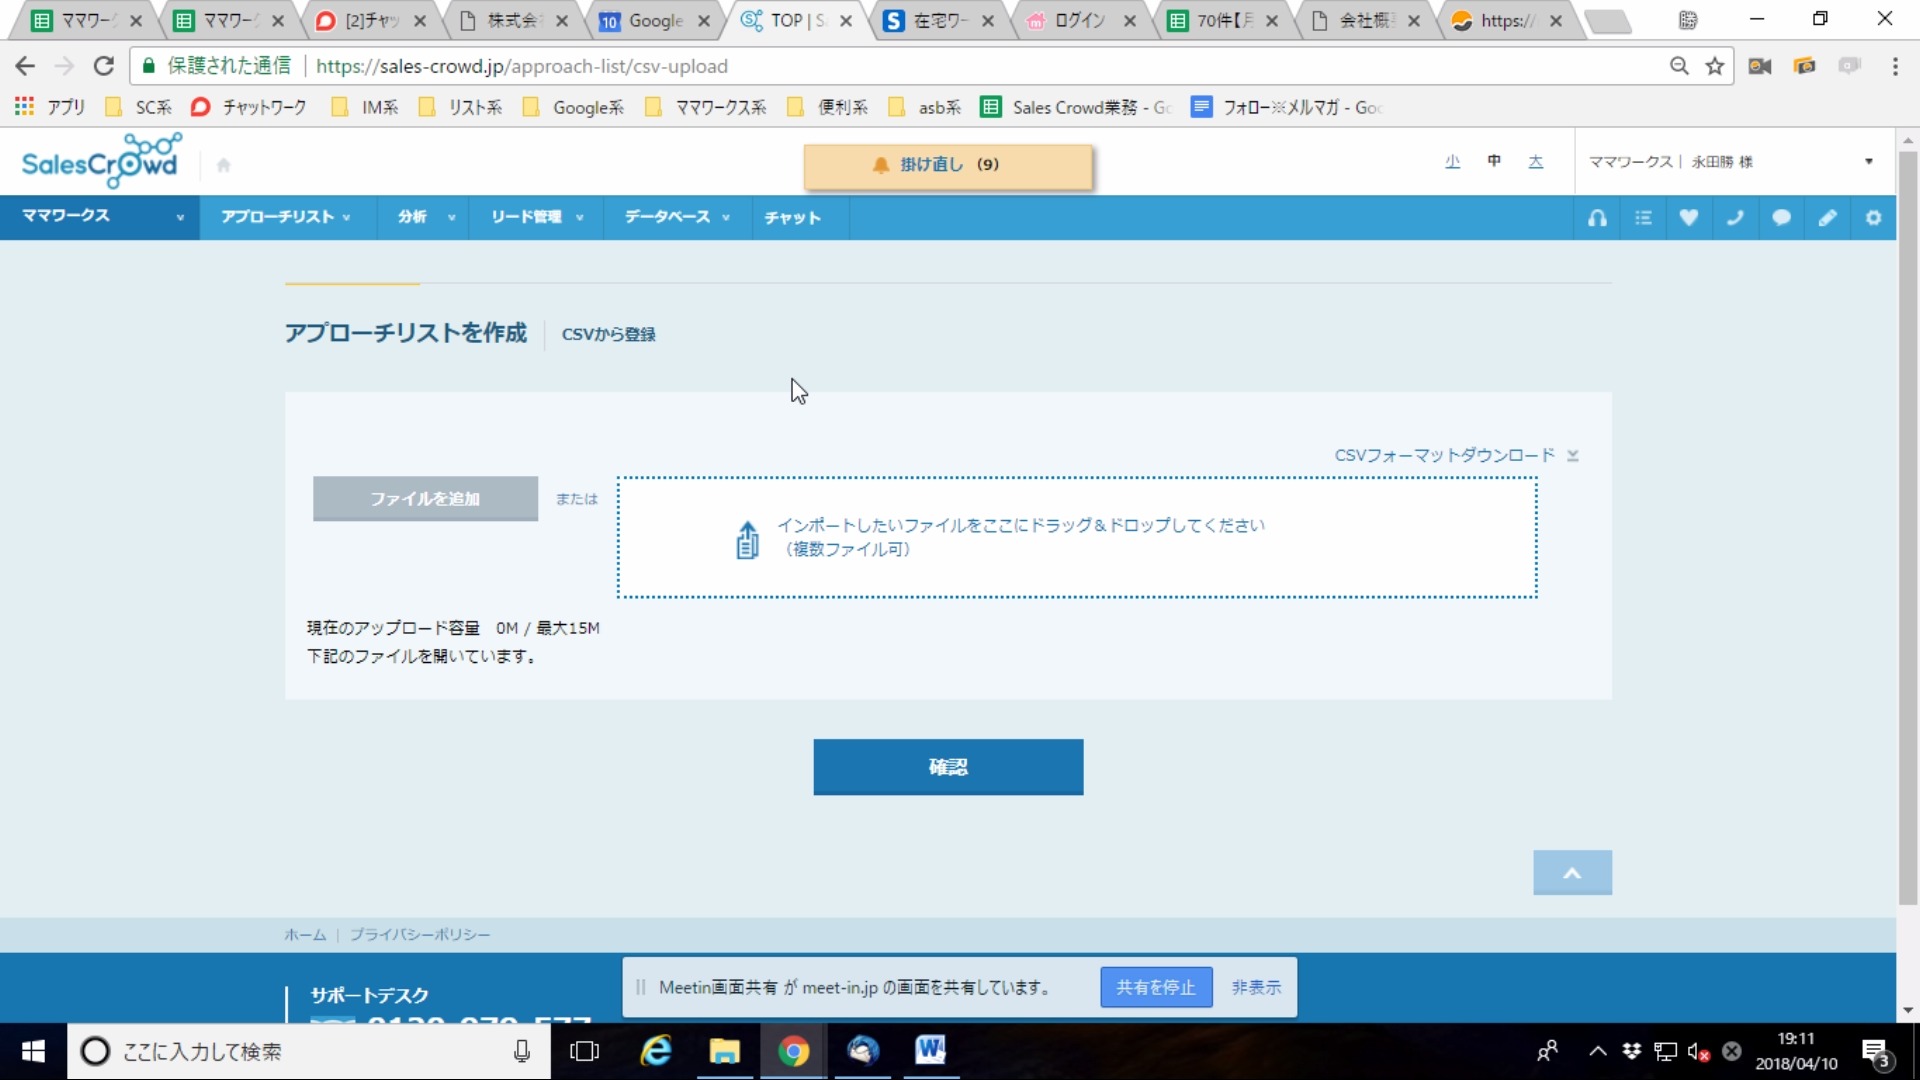 ママワーク
ママワーク
[2]チャッ
株式会
Google
TOP | S
在宅ワー
ログイン
70件【月
会社概要
https://
保護された通信 https://sales-crowd.jp/approach-list/csv-upload
アプリ SC系 チャットワーク IM系 リスト系 Google系 ママワークス系 便利系 asb系 Sales Crowd業務 - Go フォロー※メルマガ - Goo
SalesCrowd
掛け直し (9)
小 中 大
ママワークス | 永田勝 様
ママワークス アプローチリスト 分析 リード管理 データベース チャット
アプローチリストを作成 CSVから登録
CSVフォーマットダウンロード
ファイルを追加 または
インポートしたいファイルをここにドラッグ＆ドロップしてください
（複数ファイル可）
現在のアップロード容量 0M / 最大15M
下記のファイルを開いています。
確認
ホーム | プライバシーポリシー
サポートデスク
0120-979-577
Meetin画面共有 が meet-in.jp の画面を共有しています。 共有を停止 非表示
ここに入力して検索
19:11
2018/04/10
3